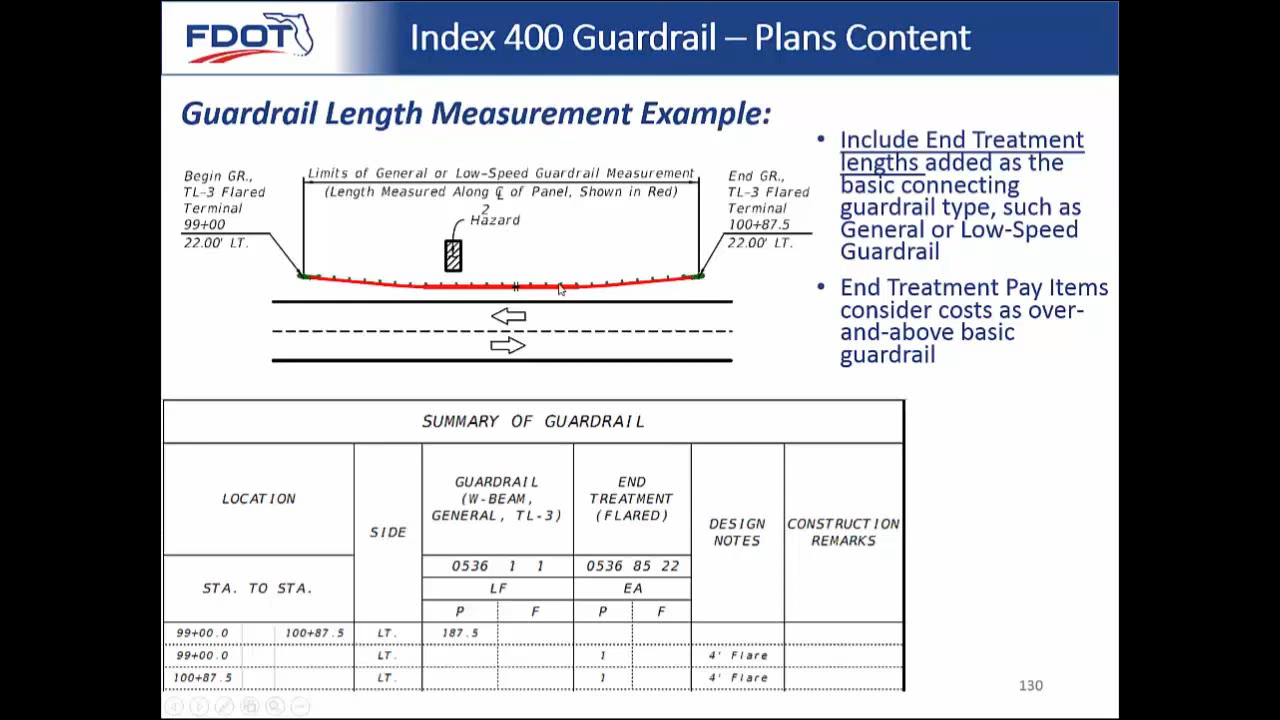 FDOT
Index 400 Guardrail – Plans Content
Guardrail Length Measurement Example:
Begin GR.,
TL-3 Flared
Terminal
99+00
22.00' LT.
Limits of General or Low-Speed Guardrail Measurement
(Length Measured Along ℄ of Panel, Shown in Red)
2
Hazard
End GR.,
TL-3 Flared
Terminal
100+87.5
22.00' LT.
• Include End Treatment
lengths added as the
basic connecting
guardrail type, such as
General or Low-Speed
Guardrail
• End Treatment Pay Items
consider costs as over-
and-above basic
guardrail
SUMMARY OF GUARDRAIL
LOCATION
STA. TO STA.
SIDE
GUARDRAIL
(W-BEAM,
GENERAL, TL-3)
0536 1 1
LF
P F
END
TREATMENT
(FLARED)
0536 85 22
EA
P F
DESIGN
NOTES
CONSTRUCTION
REMARKS
99+00.0 100+87.5 LT. 187.5
99+00.0 LT. 1 4' Flare
100+87.5 LT. 1 4' Flare
130